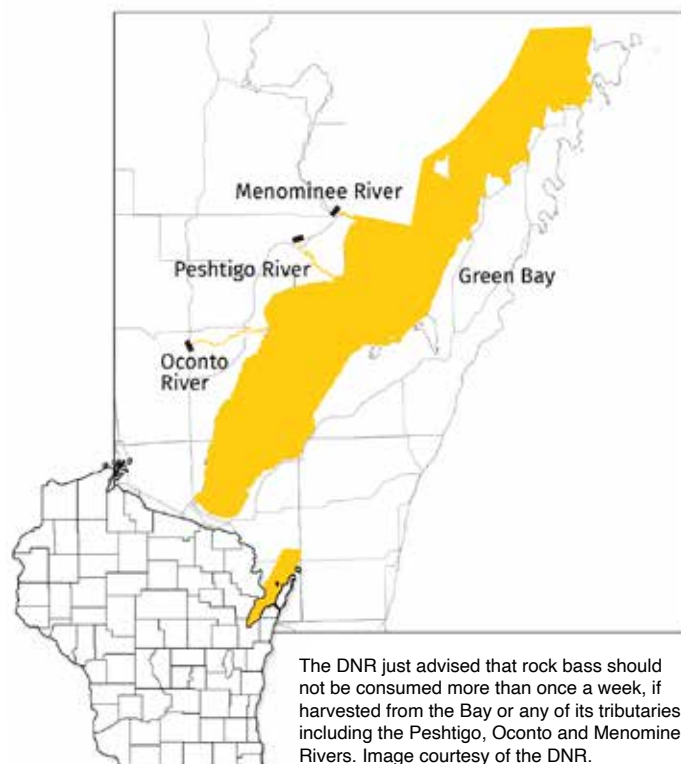 Menominee River
Peshtigo River
Green Bay
Oconto
River
The DNR just advised that rock bass should
not be consumed more than once a week, if
harvested from the Bay or any of its tributaries
including the Peshtigo, Oconto and Menomine
Rivers. Image courtesy of the DNR.